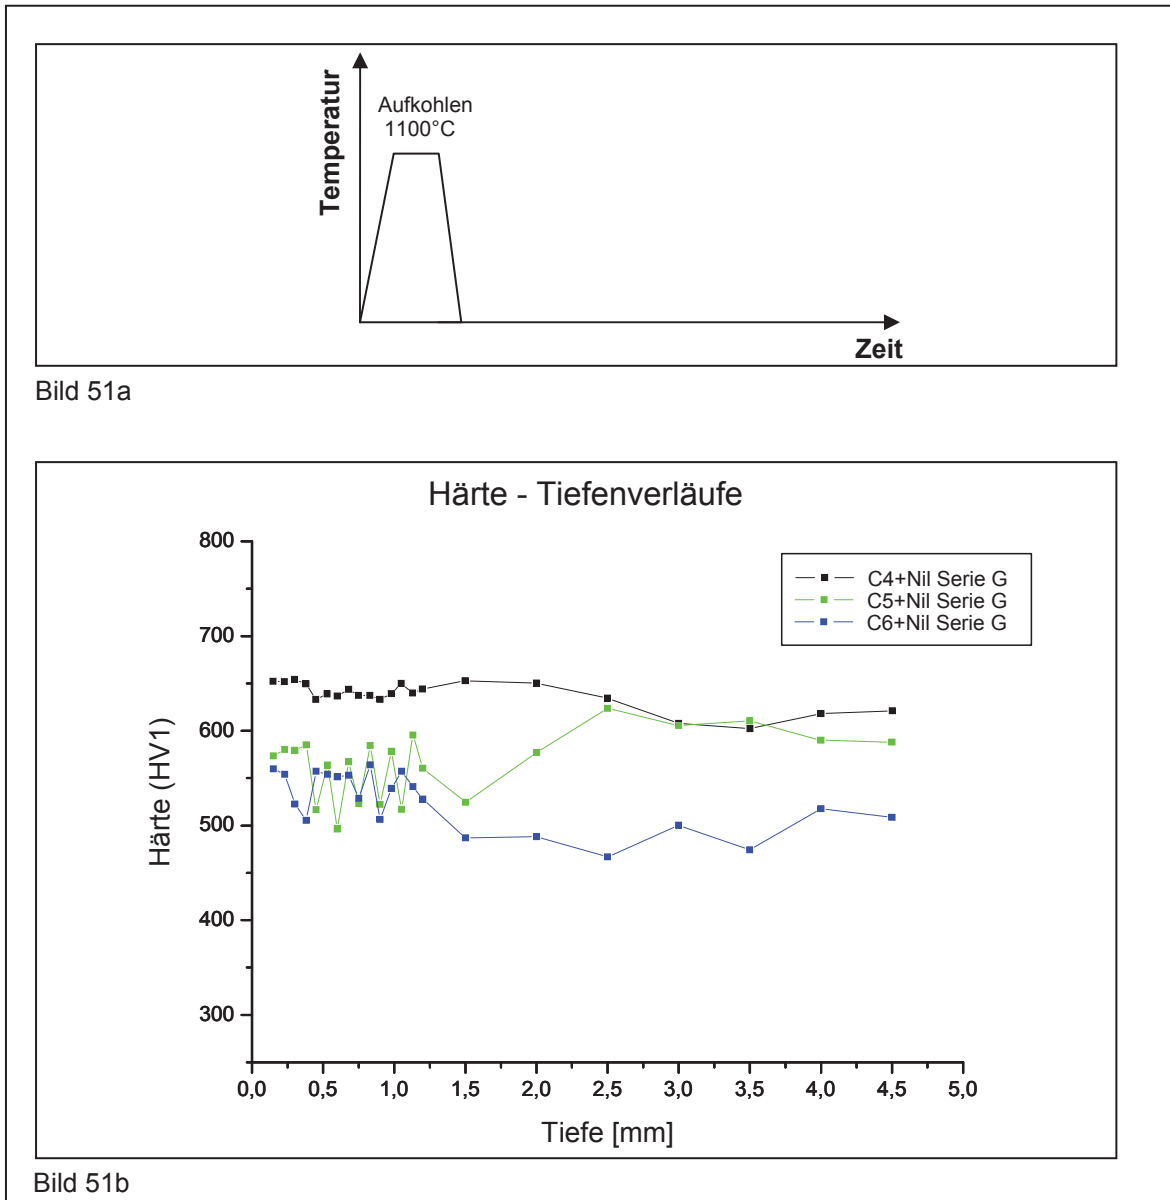 Temperatur
Aufkohlen
1100°C
Zeit
Bild 51a
Härte - Tiefenverläufe
800
700
600
500
400
300
Härte (HV1)
C4+Nil Serie G
C5+Nil Serie G
C6+Nil Serie G
0,0 0,5 1,0 1,5 2,0 2,5 3,0 3,5 4,0 4,5 5,0
Tiefe [mm]
Bild 51b